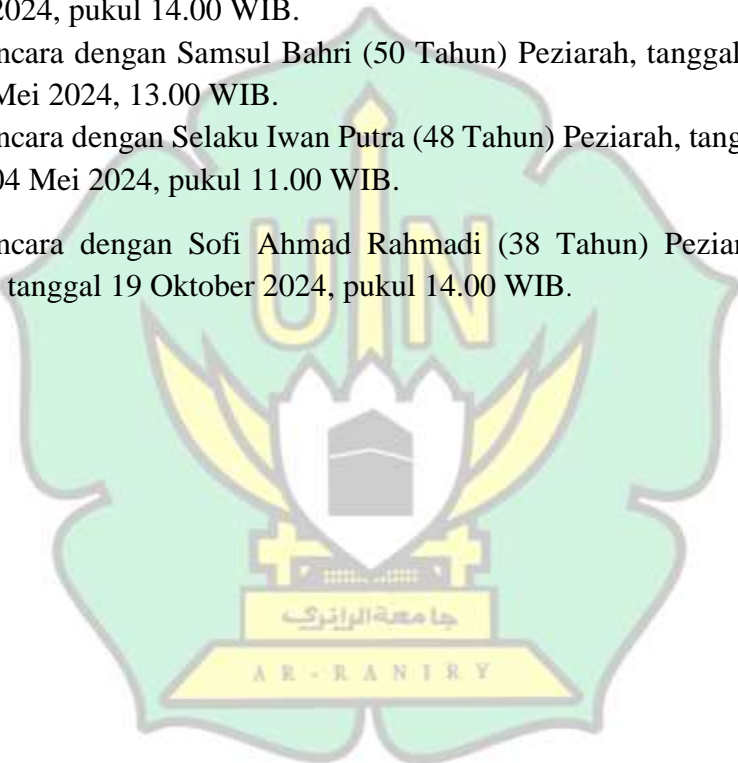 2024, pukul 14.00 WIB.
ncara dengan Samsul Bahri (50 Tahun) Peziarah, tanggal
Mei 2024, 13.00 WIB.
ncara dengan Selaku Iwan Putra (48 Tahun) Peziarah, tang
04 Mei 2024, pukul 11.00 WIB.
ncara dengan Sofi Ahmad Rahmadi (38 Tahun) Peziar
tanggal 19 Oktober 2024, pukul 14.00 WIB.
UIN
جامعة الرانري
AR-RANIRY